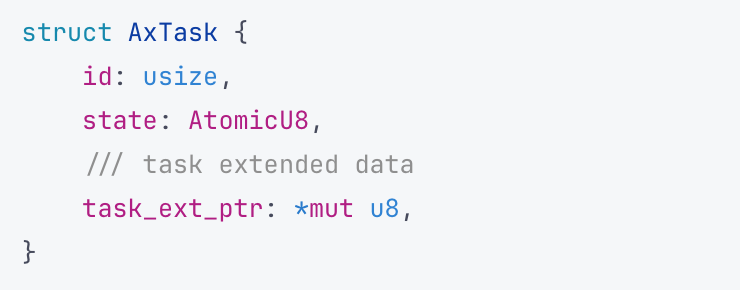 struct AxTask {
    id: usize,
    state: AtomicU8,
    /// task extended data
    task_ext_ptr: *mut u8,
}